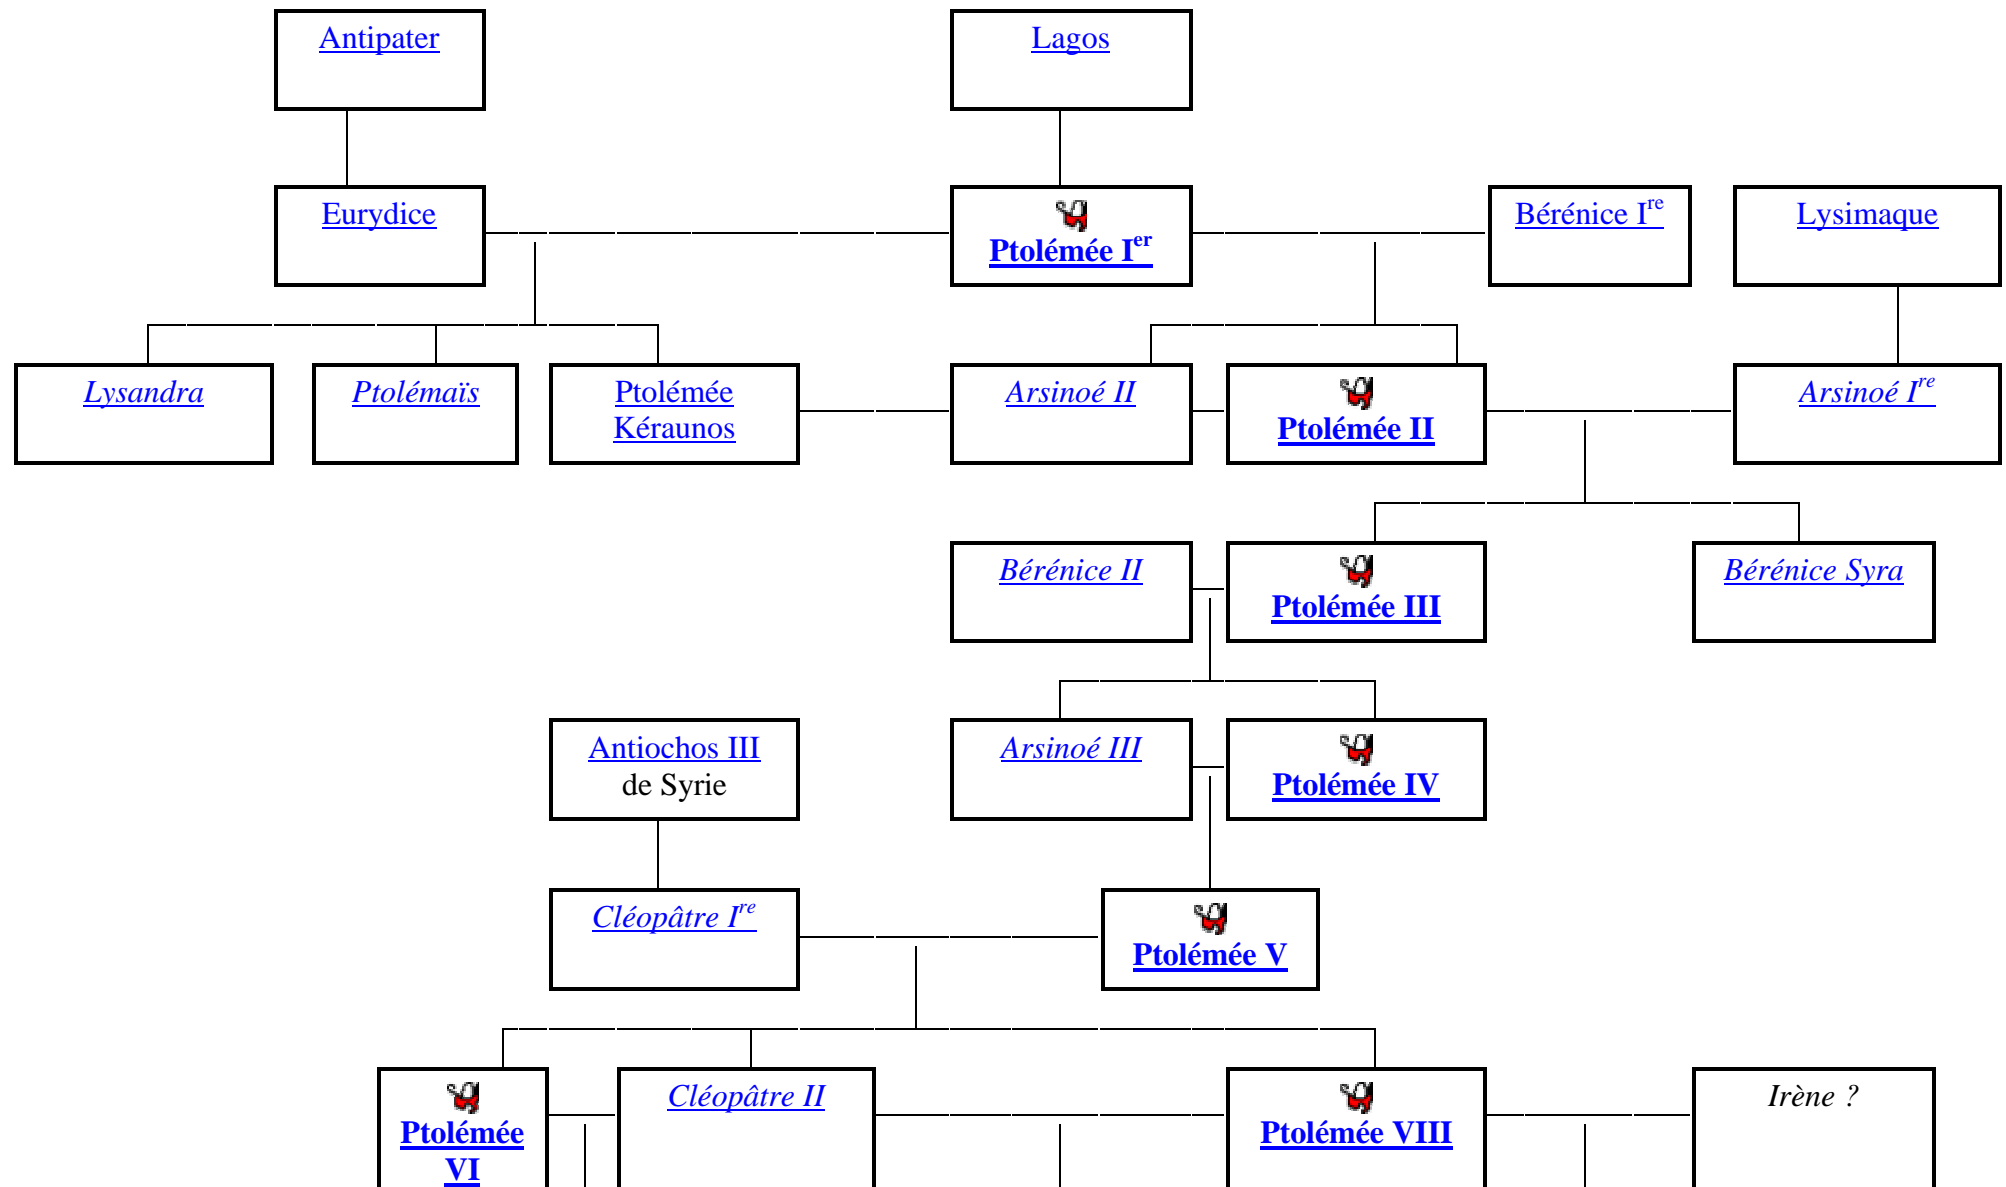 Antipater
Lagos
Eurydice
Ptolémée Ier
Bérénice Ire
Lysimaque
Lysandra
Ptolémaïs
Ptolémée
Kéraunos
Arsinoé II
Ptolémée II
Arsinoé Ire
Bérénice II
Ptolémée III
Bérénice Syra
Antiochos III
de Syrie
Arsinoé III
Ptolémée IV
Cléopâtre Ire
Ptolémée V
Ptolémée
VI
Cléopâtre II
Ptolémée VIII
Irène ?